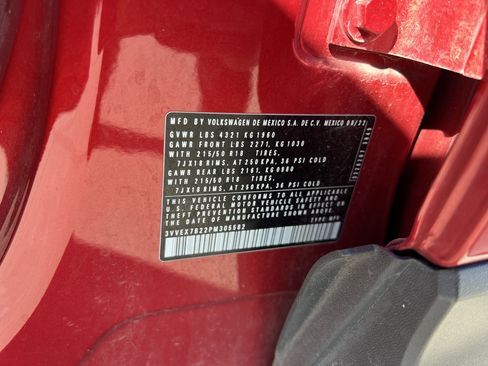 MFD BY VOLKSWAGEN DE MEXICO S.A. DE C.V. MEXICO 09/22
GVWR LBS 4321 KG 1960
GAWR FRONT LBS 2271, KG 1030
WITH 215/50 R18 TIRES,
7JX18 RIMS, AT 250 KPA, 36 PSI COLD
GAWR REAR LBS 2161, KG 0980
WITH 215/50 R18 TIRES,
7JX18 RIMS, AT 250 KPA, 36 PSI COLD
THIS VEHICLE CONFORMS TO ALL APPLICABLE
U.S. FEDERAL MOTOR VEHICLE SAFETY AND
THEFT PREVENTION STANDARDS IN EFFECT ON
THE DATE OF MANUFACTURE SHOWN ABOVE.
TYPE: MPV
3VVEX7B22PM305582